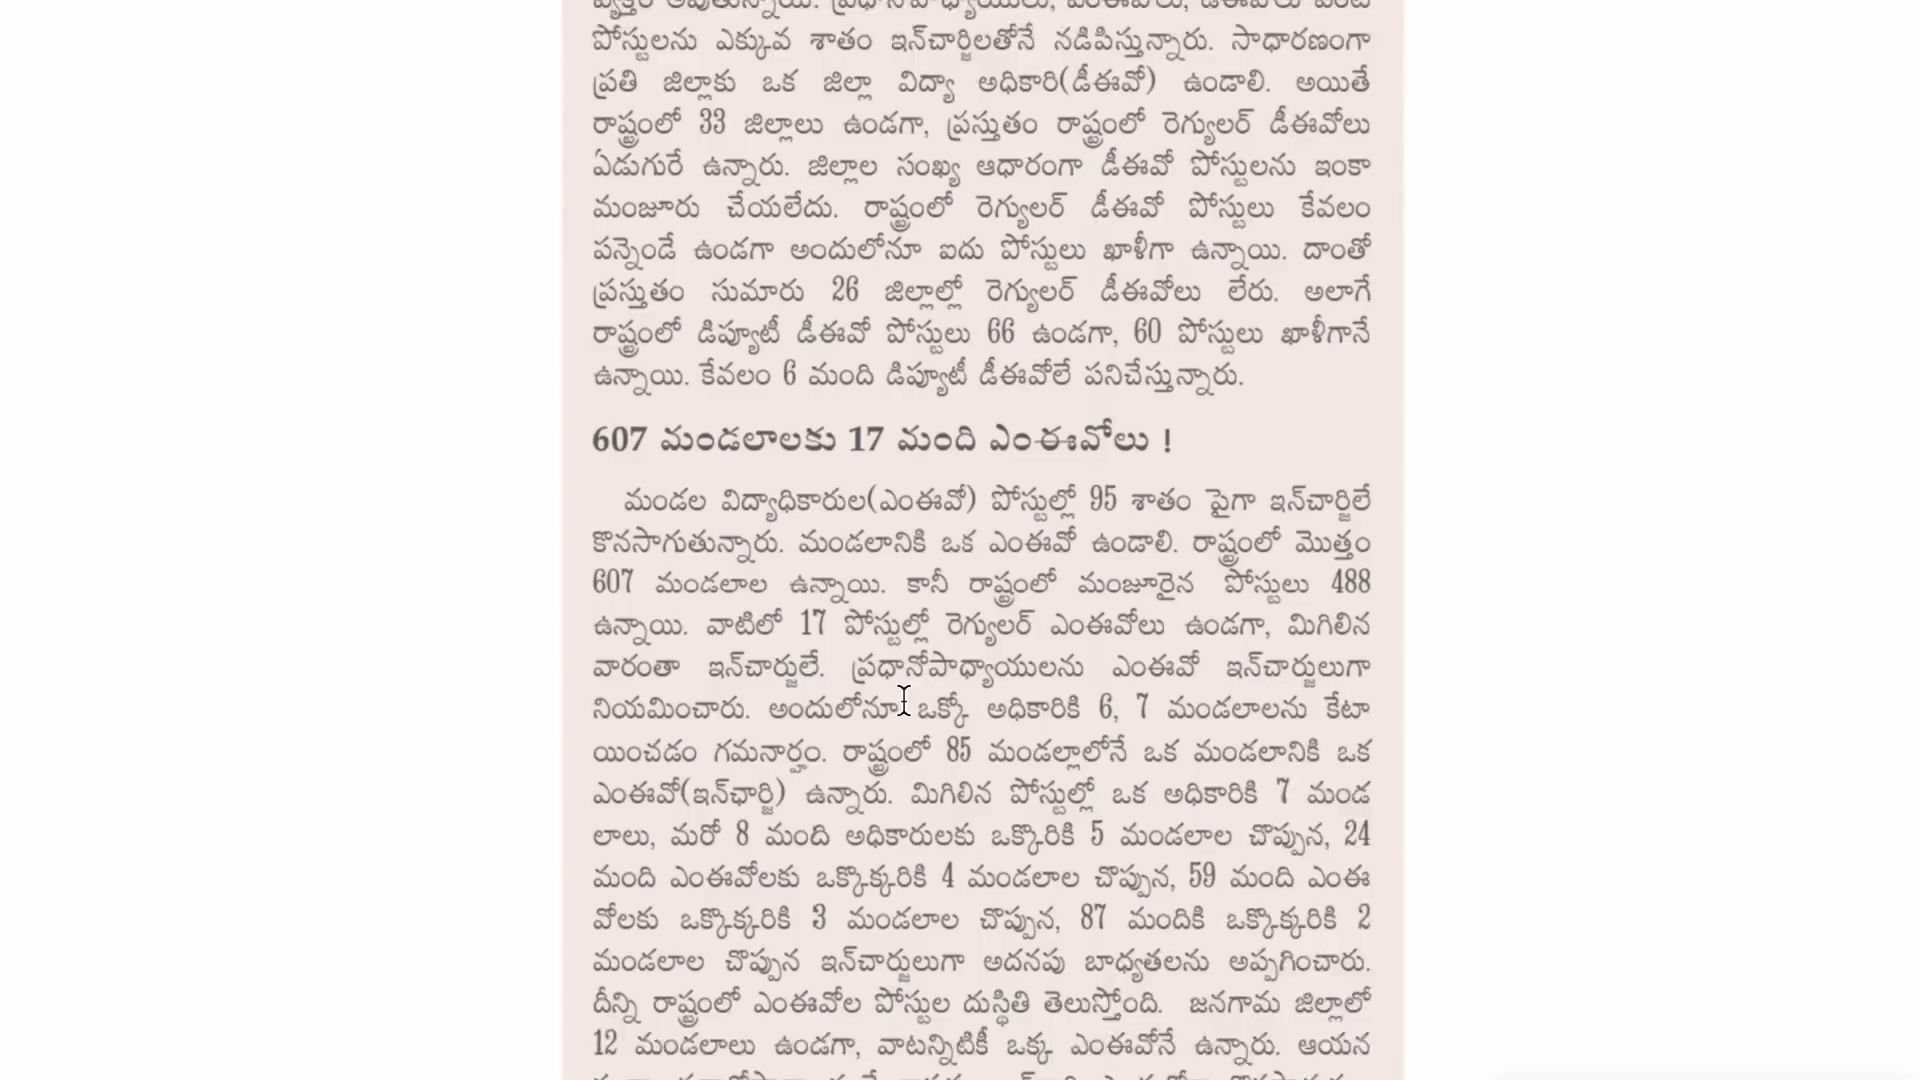 పోస్టులను ఎక్కువ శాతం ఇన్‌చార్జిలతోనే నడిపిస్తున్నారు. సాధారణంగా
ప్రతి జిల్లాకు ఒక జిల్లా విద్యా అధికారి(డీఈవో) ఉండాలి. అయితే
రాష్ట్రంలో 33 జిల్లాలు ఉండగా, ప్రస్తుతం రాష్ట్రంలో రెగ్యులర్ డీఈవోలు
ఏడుగురే ఉన్నారు. జిల్లాల సంఖ్య ఆధారంగా డీఈవో పోస్టులను ఇంకా
మంజూరు చేయలేదు. రాష్ట్రంలో రెగ్యులర్ డీఈవో పోస్టులు కేవలం
పన్నెండే ఉండగా అందులోనూ ఐదు పోస్టులు ఖాళీగా ఉన్నాయి. దాంతో
ప్రస్తుతం సుమారు 26 జిల్లాల్లో రెగ్యులర్ డీఈవోలు లేరు. అలాగే
రాష్ట్రంలో డిప్యూటీ డీఈవో పోస్టులు 66 ఉండగా, 60 పోస్టులు ఖాళీగానే
ఉన్నాయి. కేవలం 6 మంది డిప్యూటీ డీఈవోలే పనిచేస్తున్నారు.
607 మండలాలకు 17 మంది ఎంఈవోలు !
మండల విద్యాధికారుల(ఎంఈవో) పోస్టుల్లో 95 శాతం పైగా ఇన్‌చార్జిలే
కొనసాగుతున్నారు. మండలానికి ఒక ఎంఈవో ఉండాలి. రాష్ట్రంలో మొత్తం
607 మండలాల ఉన్నాయి. కానీ రాష్ట్రంలో మంజూరైన పోస్టులు 488
ఉన్నాయి. వాటిలో 17 పోస్టుల్లో రెగ్యులర్ ఎంఈవోలు ఉండగా, మిగిలిన
వారంతా ఇన్‌చార్జులే. ప్రధానోపాధ్యాయులను ఎంఈవో ఇన్‌చార్జులుగా
నియమించారు. అందులోనూ ఒక్కో అధికారికి 6, 7 మండలాలను కేటా
యించడం గమనార్హం. రాష్ట్రంలో 85 మండల్లాలోనే ఒక మండలానికి ఒక
ఎంఈవో(ఇన్‌ఛార్జి) ఉన్నారు. మిగిలిన పోస్టుల్లో ఒక అధికారికి 7 మండ
లాలు, మరో 8 మంది అధికారులకు ఒక్కొరికి 5 మండలాల చొప్పున, 24
మంది ఎంఈవోలకు ఒక్కొక్కరికి 4 మండలాల చొప్పున, 59 మంది ఎంఈ
వోలకు ఒక్కొక్కరికి 3 మండలాల చొప్పున, 87 మందికి ఒక్కొక్కరికి 2
మండలాల చొప్పున ఇన్‌చార్జులుగా అదనపు బాధ్యతలను అప్పగించారు.
దీన్ని రాష్ట్రంలో ఎంఈవోల పోస్టుల దుస్థితి తెలుస్తోంది. జనగామ జిల్లాలో
12 మండలాలు ఉండగా, వాటన్నిటికీ ఒక్క ఎంఈవోనే ఉన్నారు. ఆయన